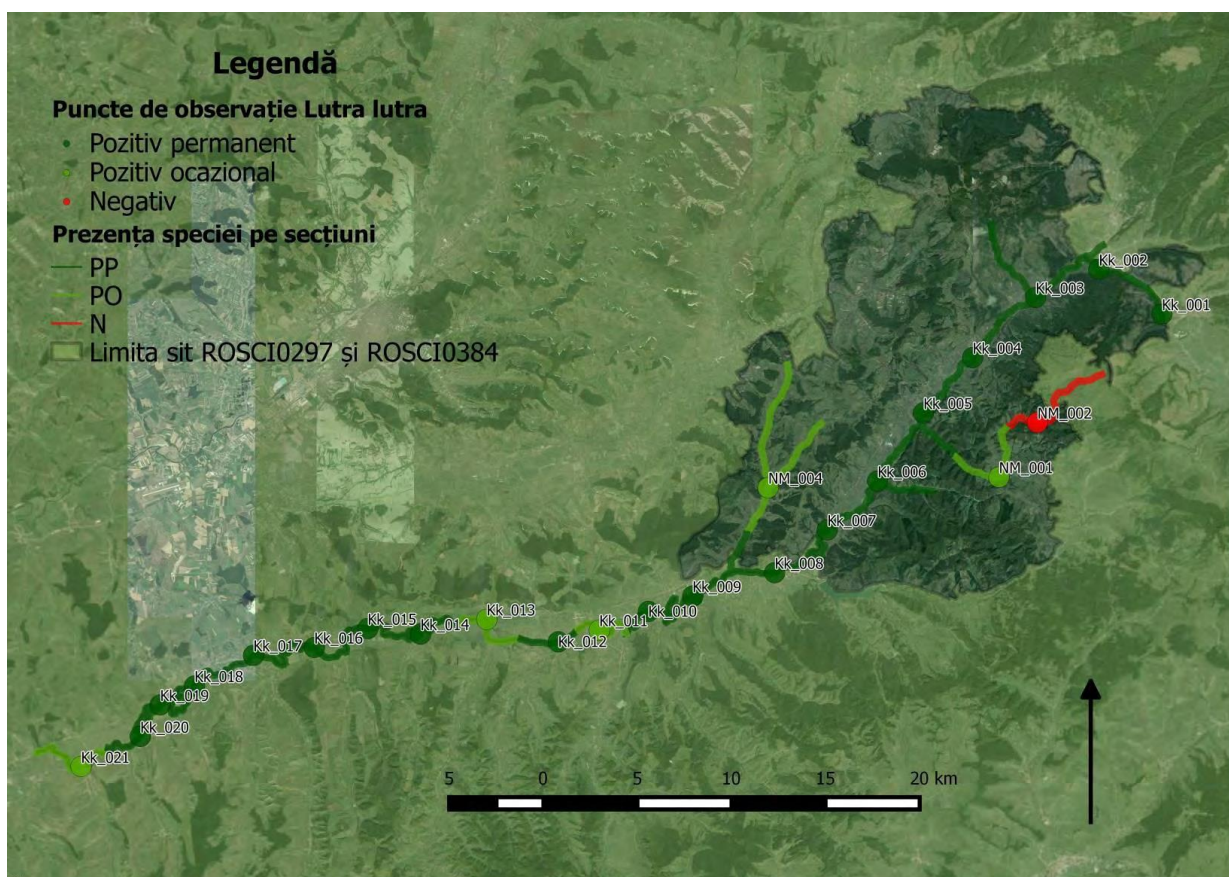 Legendă
Puncte de observație Lutra lutra
Pozitiv permanent
Pozitiv ocazional
Negativ
Prezența speciei pe secțiuni
PP
PO
N
Limita sit ROSCI0297 și ROSCI0384
Kk_002
Kk_003
Kk_001
Kk_004
Kk_005
NM_002
Kk_006
NM_001
NM_004
Kk_007
Kk_008
Kk_009
Kk_010
Kk_013
Kk_011
Kk_015
Kk_014
Kk_012
Kk_016
Kk_017
Kk_018
Kk_019
Kk_020
Kk_021
5 0 5 10 15 20 km